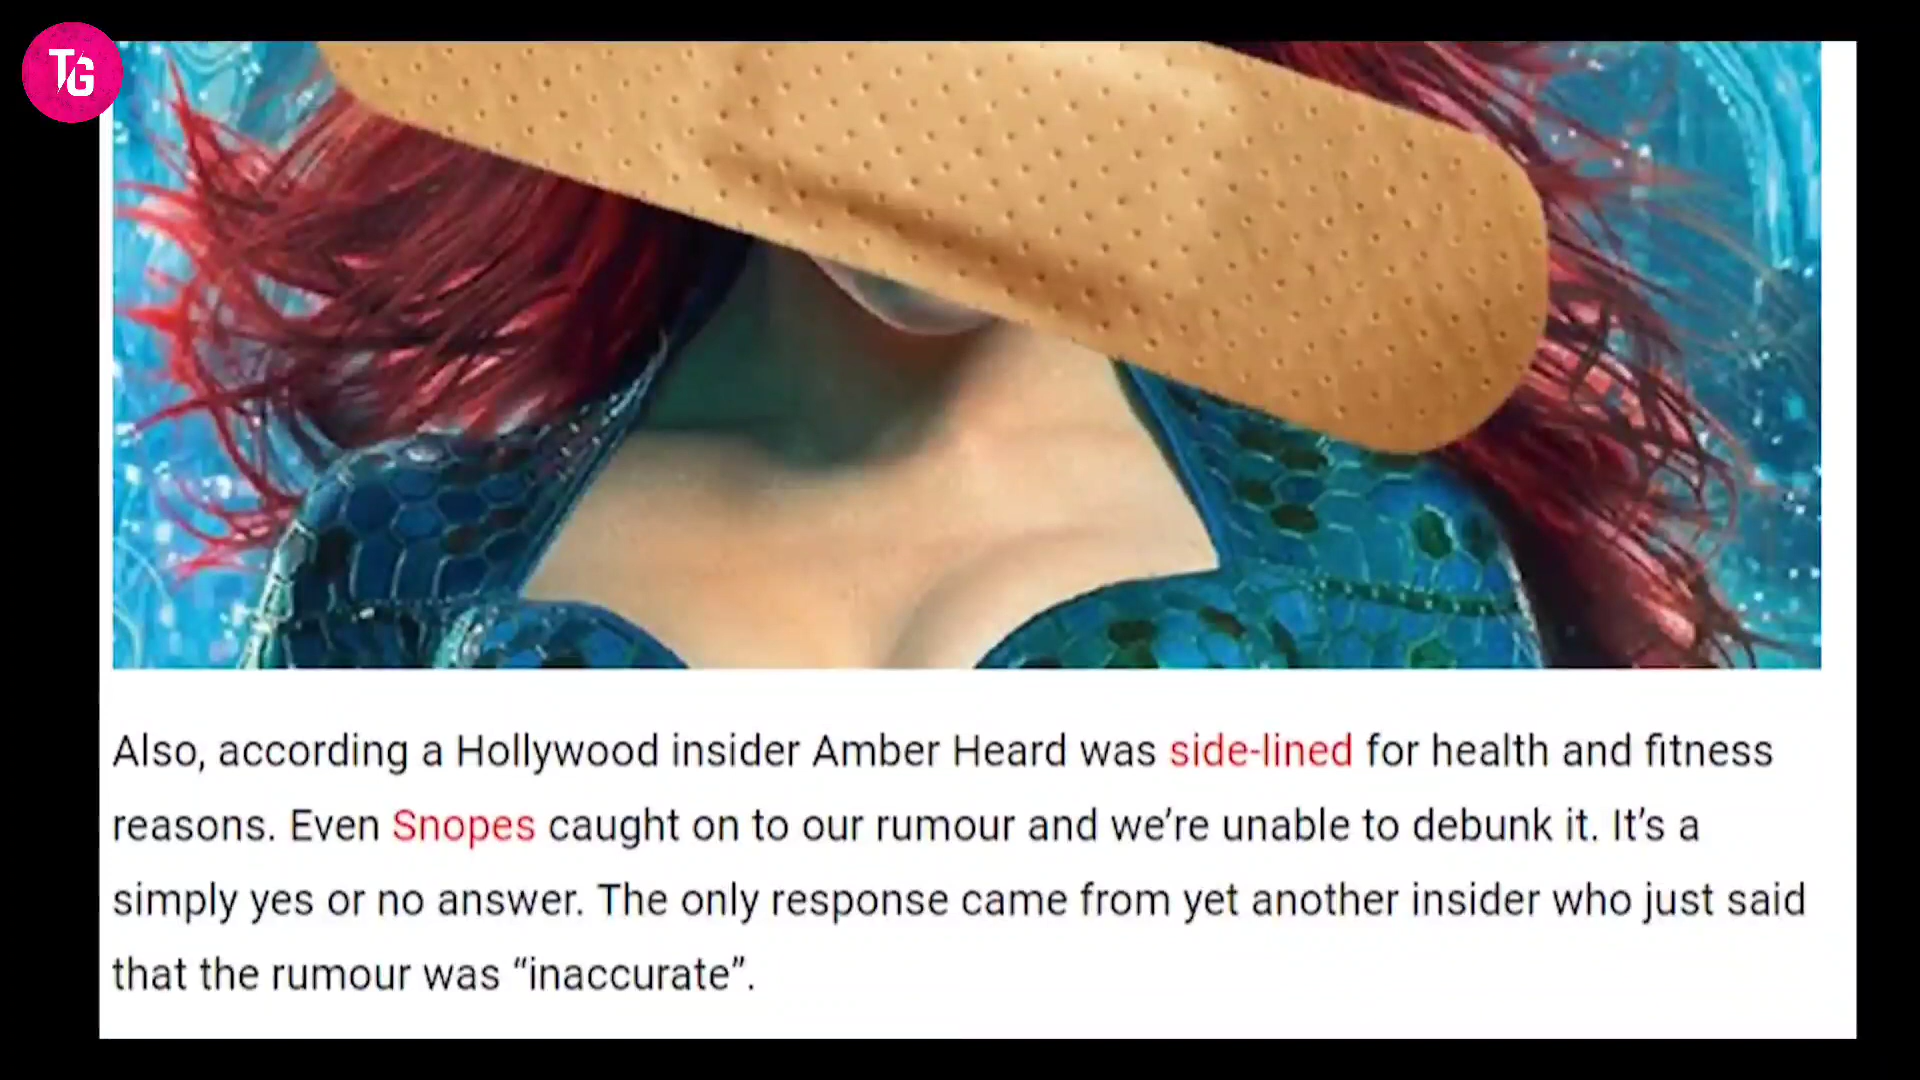 TG
Also, according a Hollywood insider Amber Heard was side-lined for health and fitness
reasons. Even Snopes caught on to our rumour and we’re unable to debunk it. It’s a
simply yes or no answer. The only response came from yet another insider who just said
that the rumour was “inaccurate”.